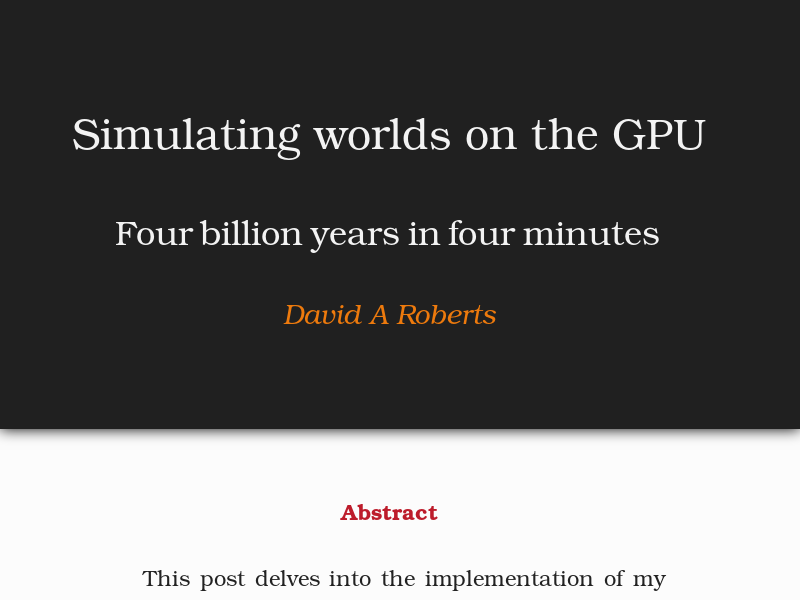 Simulating worlds on the GPU
Four billion years in four minutes
David A Roberts
Abstract
This post delves into the implementation of my